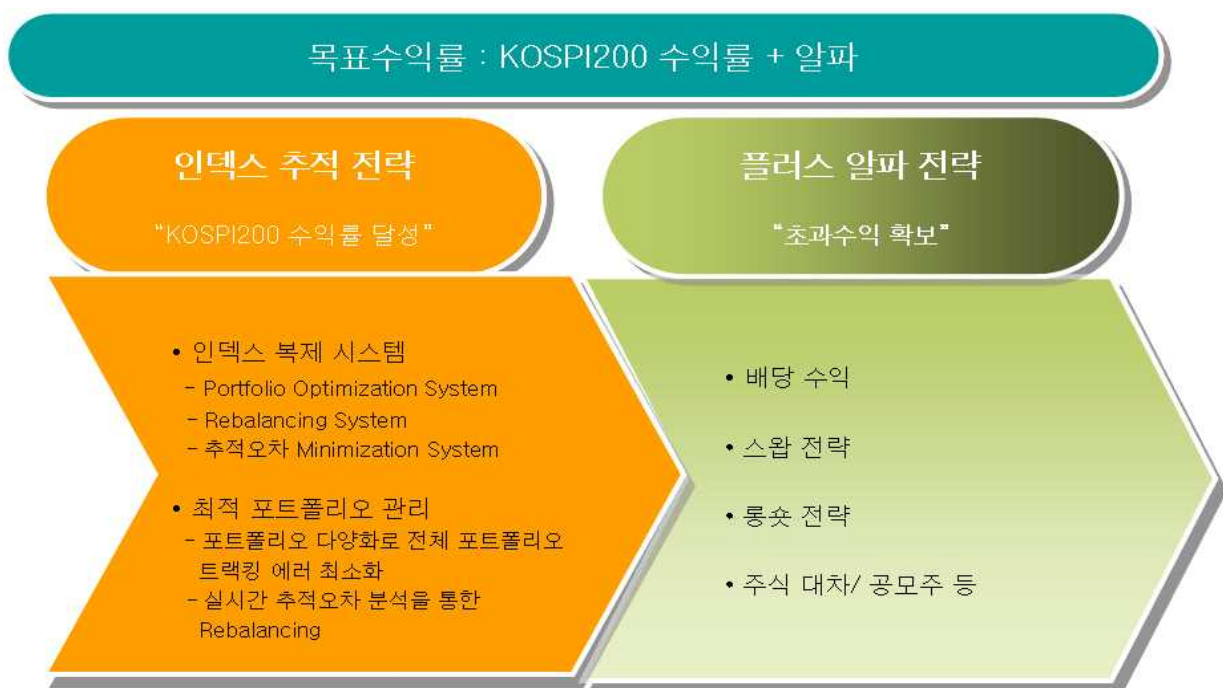 목표수익률 : KOSPI200 수익률 + 알파
인덱스 추적 전략
“KOSPI200 수익률 달성”
• 인덱스 복제 시스템
- Portfolio Optimization System
- Rebalancing System
- 추적오차 Minimization System
• 최적 포트폴리오 관리
- 포트폴리오 다양화로 전체 포트폴리오
트랙킹 에러 최소화
- 실시간 추적오차 분석을 통한
Rebalancing
플러스 알파 전략
“초과수익 확보”
• 배당 수익
• 스왑 전략
• 롱숏 전략
• 주식 대차/ 공모주 등